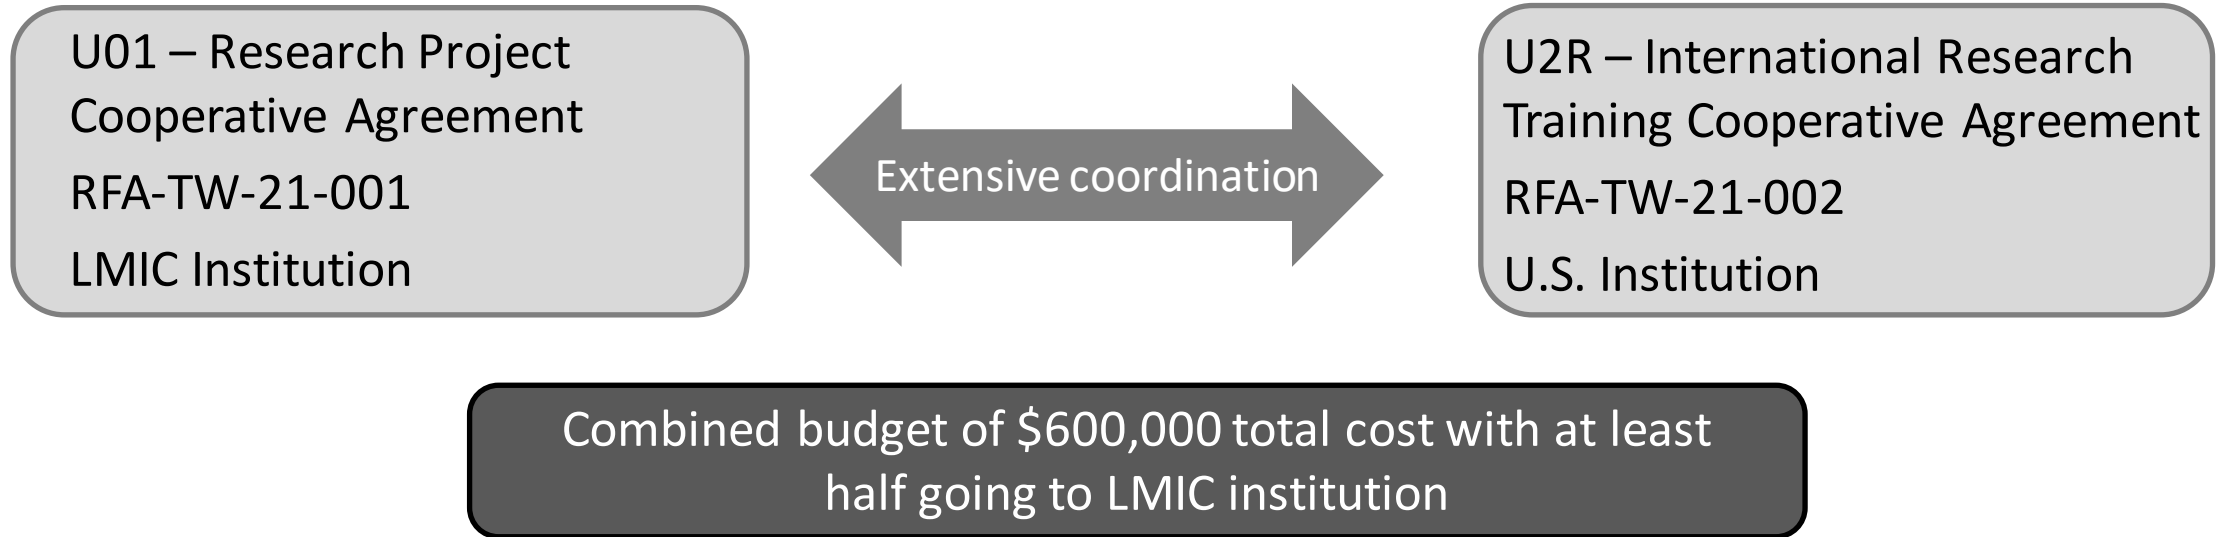 U01 – Research Project
Cooperative Agreement
RFA-TW-21-001
LMIC Institution
Extensive coordination
U2R – International Research
Training Cooperative Agreement
RFA-TW-21-002
U.S. Institution
Combined budget of $600,000 total cost with at least
half going to LMIC institution